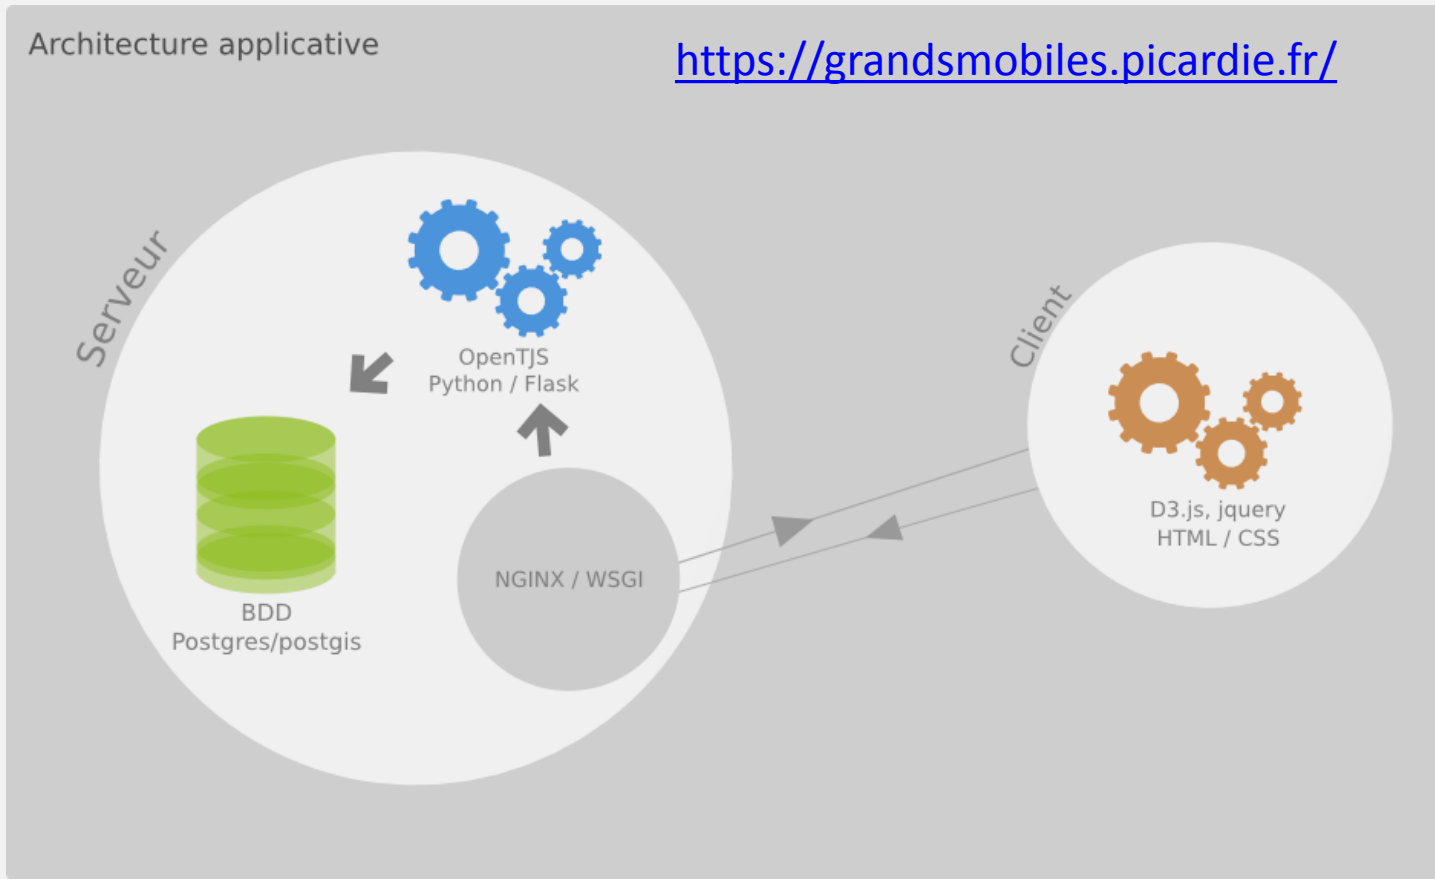 Architecture applicative
https://grandsmobiles.picardie.fr/
Serveur
OpenTJS
Python / Flask
BDD
Postgres/postgis
NGINX / WSGI
Client
D3.js, jquery
HTML / CSS